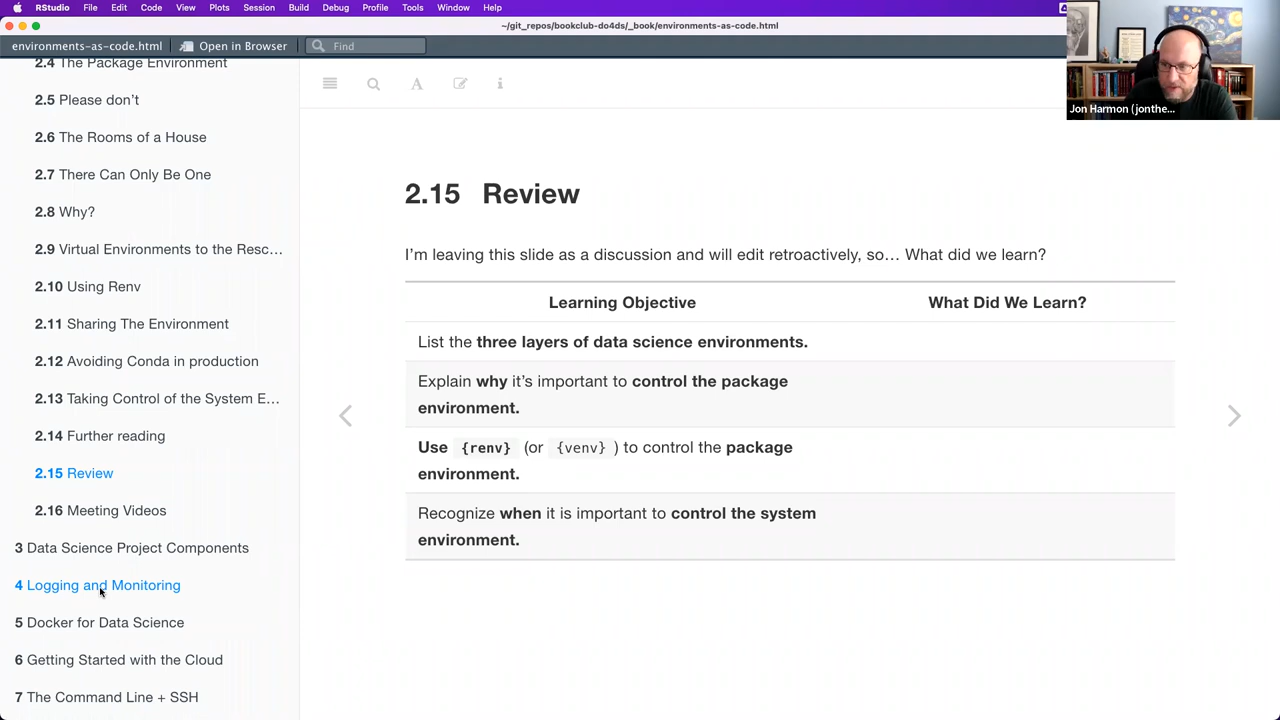 RStudio File Edit Code View Plots Session Build Debug Profile Tools Window Help
~/git_repos/bookclub-do4ds/_book/environments-as-code.html
environments-as-code.html Open in Browser Find
2.4 The Package Environment
2.5 Please don't
2.6 The Rooms of a House
2.7 There Can Only Be One
2.8 Why?
2.9 Virtual Environments to the Resc…
2.10 Using Renv
2.11 Sharing The Environment
2.12 Avoiding Conda in production
2.13 Taking Control of the System E…
2.14 Further reading
2.15 Review
2.16 Meeting Videos
3 Data Science Project Components
4 Logging and Monitoring
5 Docker for Data Science
6 Getting Started with the Cloud
7 The Command Line + SSH
2.15 Review
I'm leaving this slide as a discussion and will edit retroactively, so… What did we learn?
Learning Objective What Did We Learn?
List the three layers of data science environments.
Explain why it's important to control the package
environment.
Use {renv} (or {venv} ) to control the package
environment.
Recognize when it is important to control the system
environment.
Jon Harmon (jonthe...